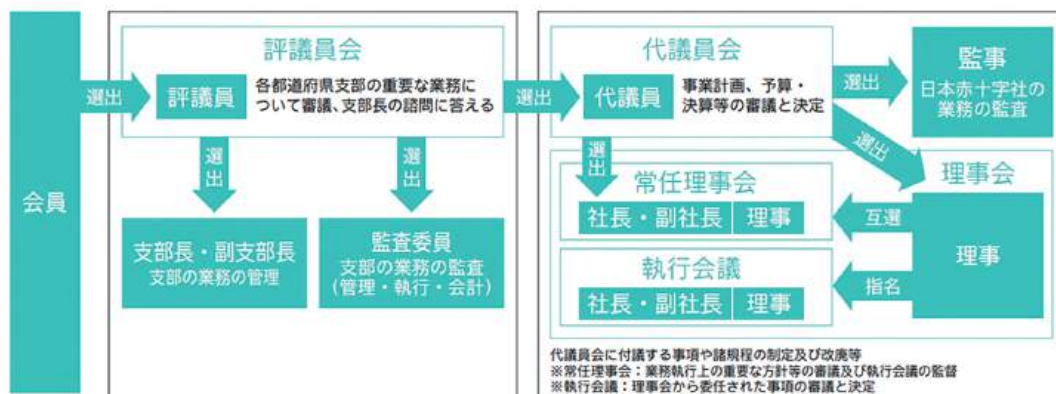 会員
選出
評議員会
評議員
各都道府県支部の重要な業務に
ついて審議、支部長の諮問に答える
選出
選出
支部長・副支部長
支部の業務の管理
監査委員
支部の業務の監査
(管理・執行・会計)
選出
代議員会
代議員
事業計画、予算・
決算等の審議と決定
選出
監事
日本赤十字社の
業務の監査
選出
選出
理事会
常任理事会
社長・副社長
理事
互選
理事
執行会議
社長・副社長
理事
指名
代議員会に付議する事項や諸規程の制定及び改廃等
※常任理事会：業務執行上の重要な方針等の審議及び執行会議の監督
※執行会議：理事会から委任された事項の審議と決定